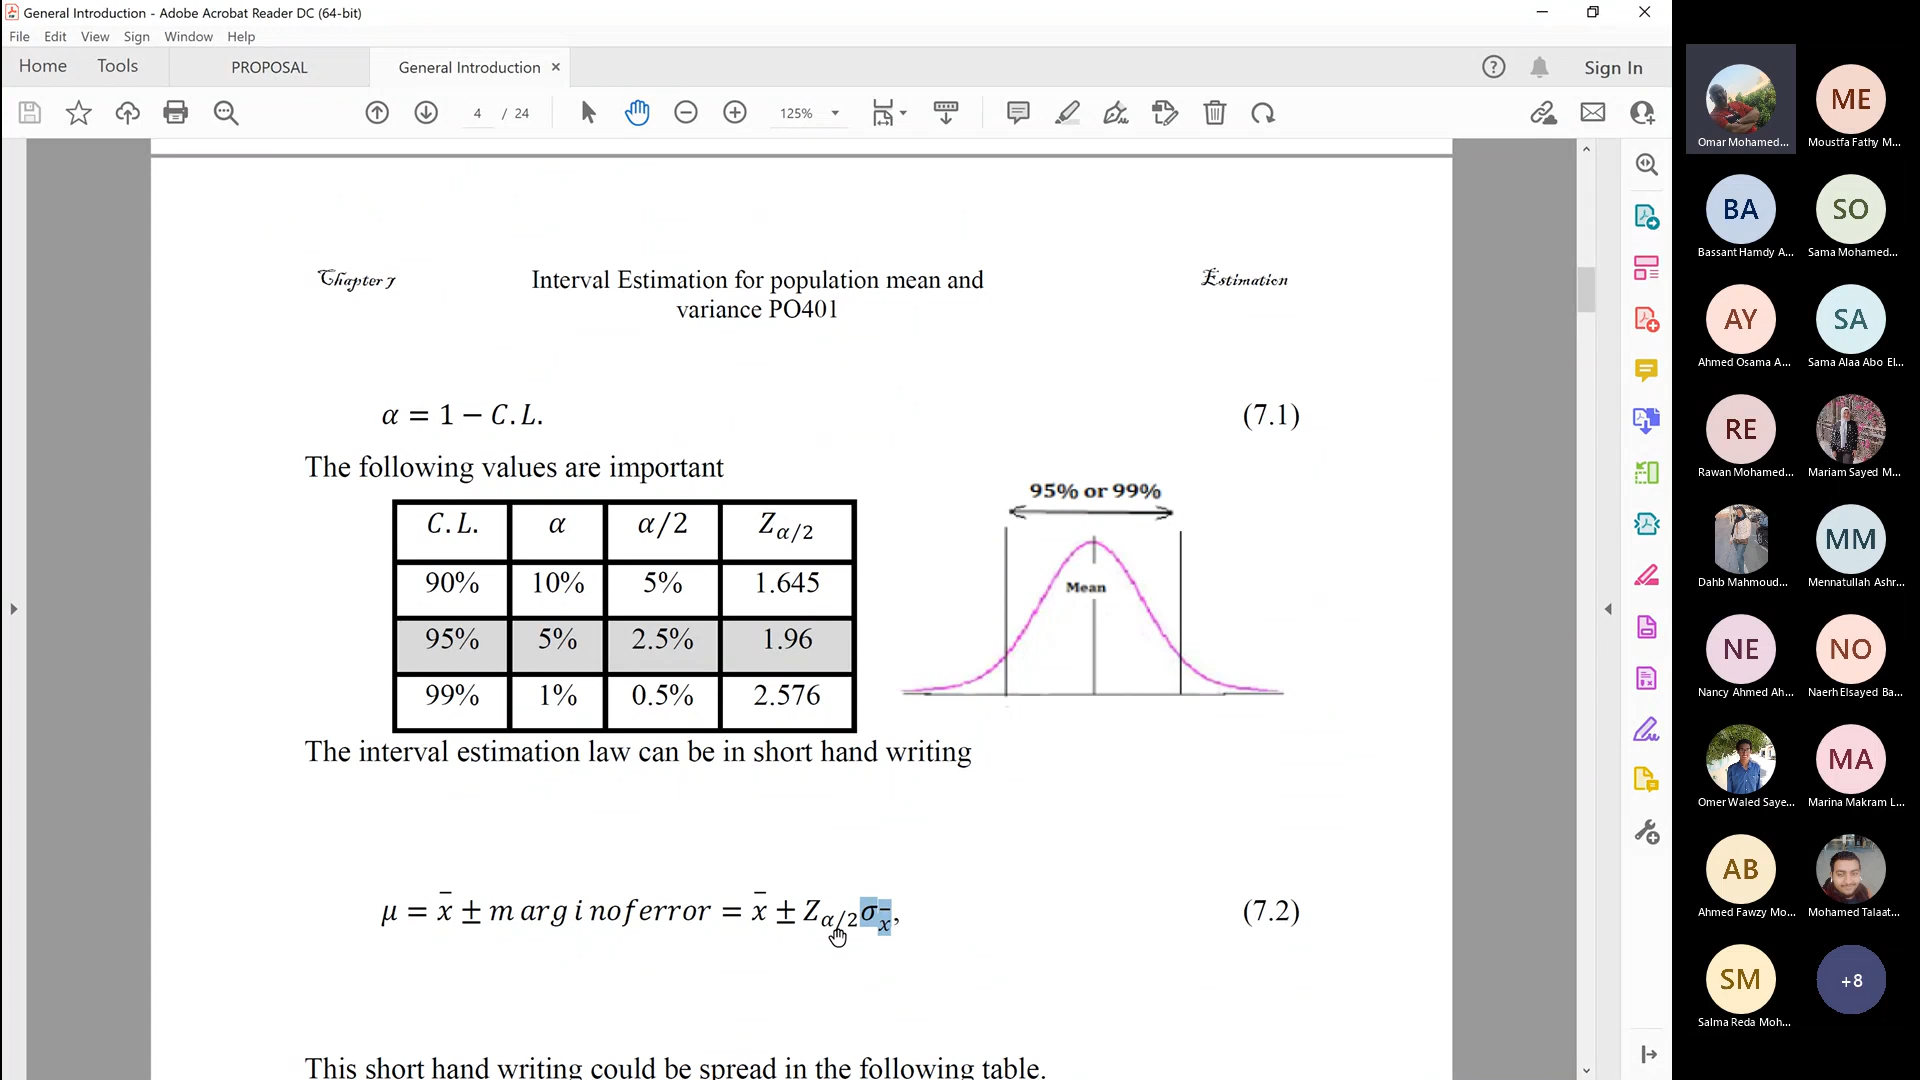 General Introduction - Adobe Acrobat Reader DC (64-bit)
File Edit View Sign Window Help
Home Tools PROPOSAL General Introduction × Sign In
4 / 24 125%
Chapter 7
Interval Estimation for population mean and
variance PO401
Estimation
α = 1 − C.L. (7.1)
The following values are important
C.L. α α/2 Zα/2
90% 10% 5% 1.645
95% 5% 2.5% 1.96
99% 1% 0.5% 2.576
95% or 99%
Mean
The interval estimation law can be in short hand writing
μ = x̄ ± m arg i nof error = x̄ ± Zα/2 σx̄, (7.2)
This short hand writing could be spread in the following table.
Omar Mohamed...
ME
Moustfa Fathy M...
BA
Bassant Hamdy A...
SO
Sama Mohamed...
AY
Ahmed Osama A...
SA
Sama Alaa Abo El...
RE
Rawan Mohamed...
Mariam Sayed M...
Dahb Mahmoud...
MM
Mennatullah Ashr...
NE
Nancy Ahmed Ah...
NO
Naerh Elsayed Ba...
Omer Waled Saye...
MA
Marina Makram L...
AB
Ahmed Fawzy Mo...
Mohamed Talaat...
SM
Salma Reda Moh...
+8